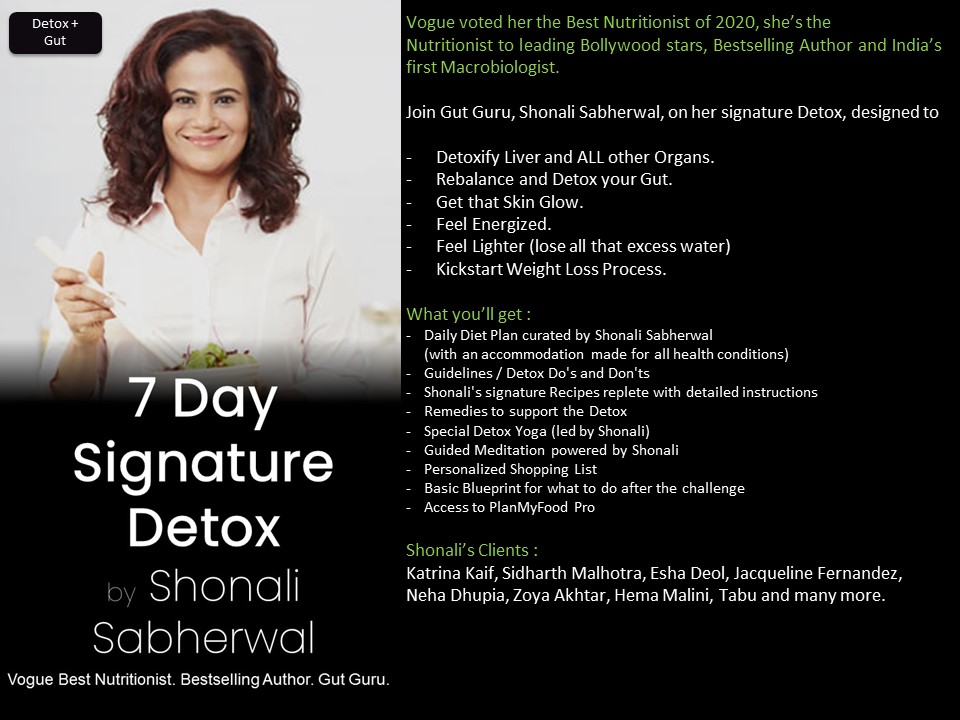 Detox +
Gut
7 Day
Signature
Detox
by Shonali
Sabherwal
Vogue Best Nutritionist. Bestselling Author. Gut Guru.
Vogue voted her the Best Nutritionist of 2020, she’s the
Nutritionist to leading Bollywood stars, Bestselling Author and India’s
first Macrobiologist.
Join Gut Guru, Shonali Sabherwal, on her signature Detox, designed to
- Detoxify Liver and ALL other Organs.
- Rebalance and Detox your Gut.
- Get that Skin Glow.
- Feel Energized.
- Feel Lighter (lose all that excess water)
- Kickstart Weight Loss Process.
What you’ll get :
- Daily Diet Plan curated by Shonali Sabherwal
(with an accommodation made for all health conditions)
- Guidelines / Detox Do's and Don'ts
- Shonali's signature Recipes replete with detailed instructions
- Remedies to support the Detox
- Special Detox Yoga (led by Shonali)
- Guided Meditation powered by Shonali
- Personalized Shopping List
- Basic Blueprint for what to do after the challenge
- Access to PlanMyFood Pro
Shonali’s Clients :
Katrina Kaif, Sidharth Malhotra, Esha Deol, Jacqueline Fernandez,
Neha Dhupia, Zoya Akhtar, Hema Malini, Tabu and many more.